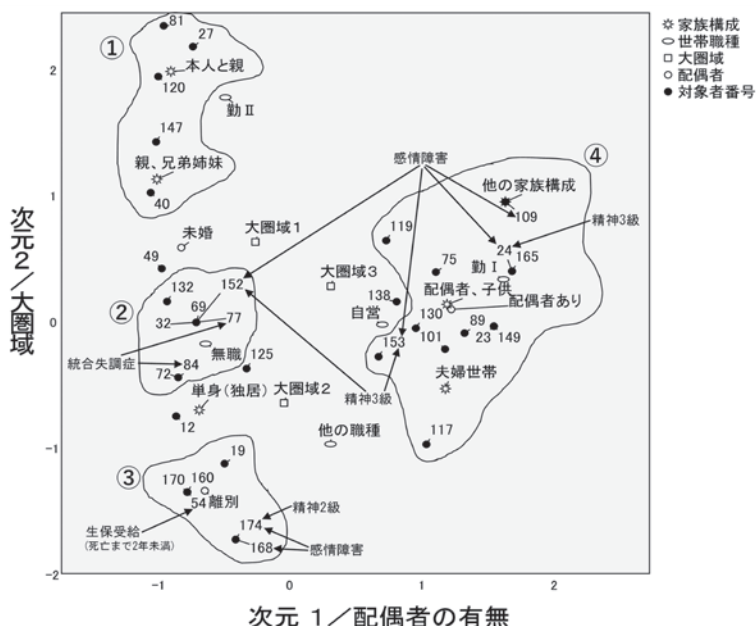 81
27
①
本人と親
120
勤Ⅱ
147
親、兄弟姉妹
40
家族構成
世帯職種
大圏域
配偶者
対象者番号
感情障害
④
他の家族構成
109
精神3級
24
165
勤Ⅰ
119
75
未婚
大圏域1
大圏域3
49
132
152
69
138
自営
配偶者、子供
配偶者あり
②
32
77
130
101
89
23
149
無職
153
統合失調症
84
72
125
夫婦世帯
単身(独居)
大圏域2
精神3級
12
他の職種
117
③
19
170
160
54
離別
精神2級
生保受給
(死亡まで2年未満)
174
感情障害
168
2
1
0
-1
-2
-1
0
1
2
次元2/大圏域
次元 1/配偶者の有無